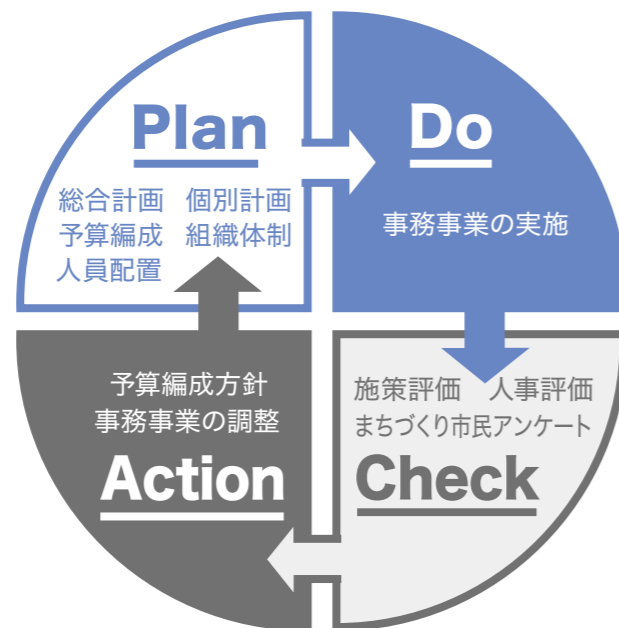 Plan
総合計画　個別計画
予算編成　組織体制
人員配置
Do
事務事業の実施
予算編成方針
事務事業の調整
Action
施策評価　人事評価
まちづくり市民アンケート
Check